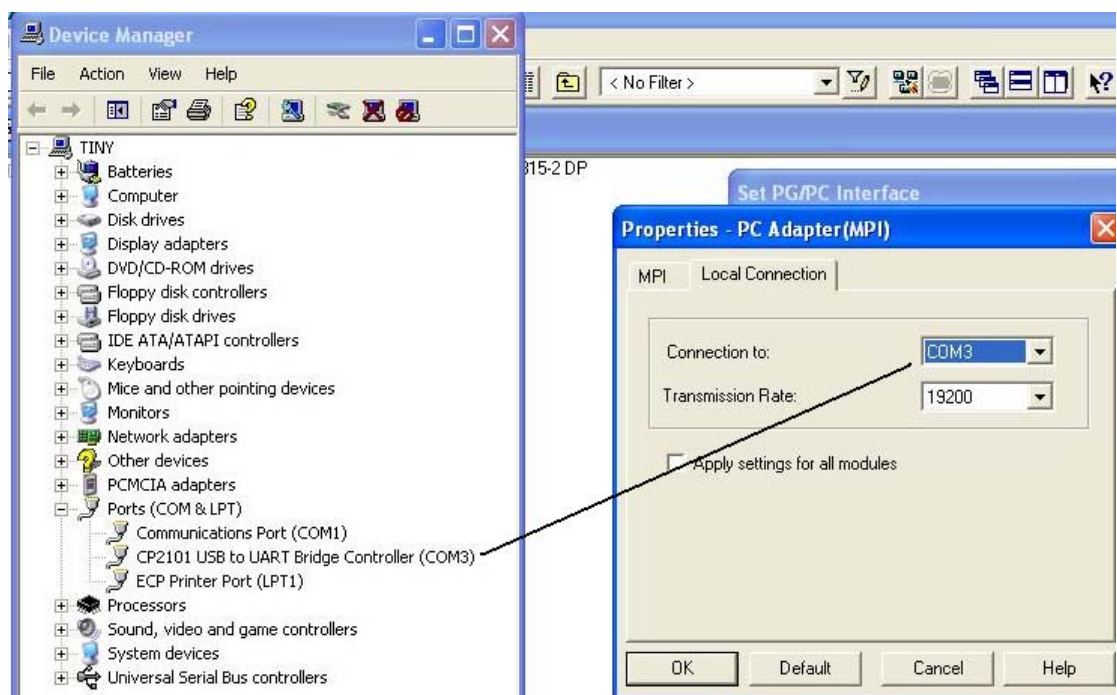 Device Manager
File Action View Help
TINY
Batteries
Computer
Disk drives
Display adapters
DVD/CD-ROM drives
Floppy disk controllers
Floppy disk drives
IDE ATA/ATAPI controllers
Keyboards
Mice and other pointing devices
Monitors
Network adapters
Other devices
PCMCIA adapters
Ports (COM & LPT)
Communications Port (COM1)
CP2101 USB to UART Bridge Controller (COM3)
ECP Printer Port (LPT1)
Processors
Sound, video and game controllers
System devices
Universal Serial Bus controllers
< No Filter >
315-2 DP
Set PG/PC Interface
Properties - PC Adapter(MPI)
MPI Local Connection
Connection to: COM3
Transmission Rate: 19200
Apply settings for all modules
OK Default Cancel Help